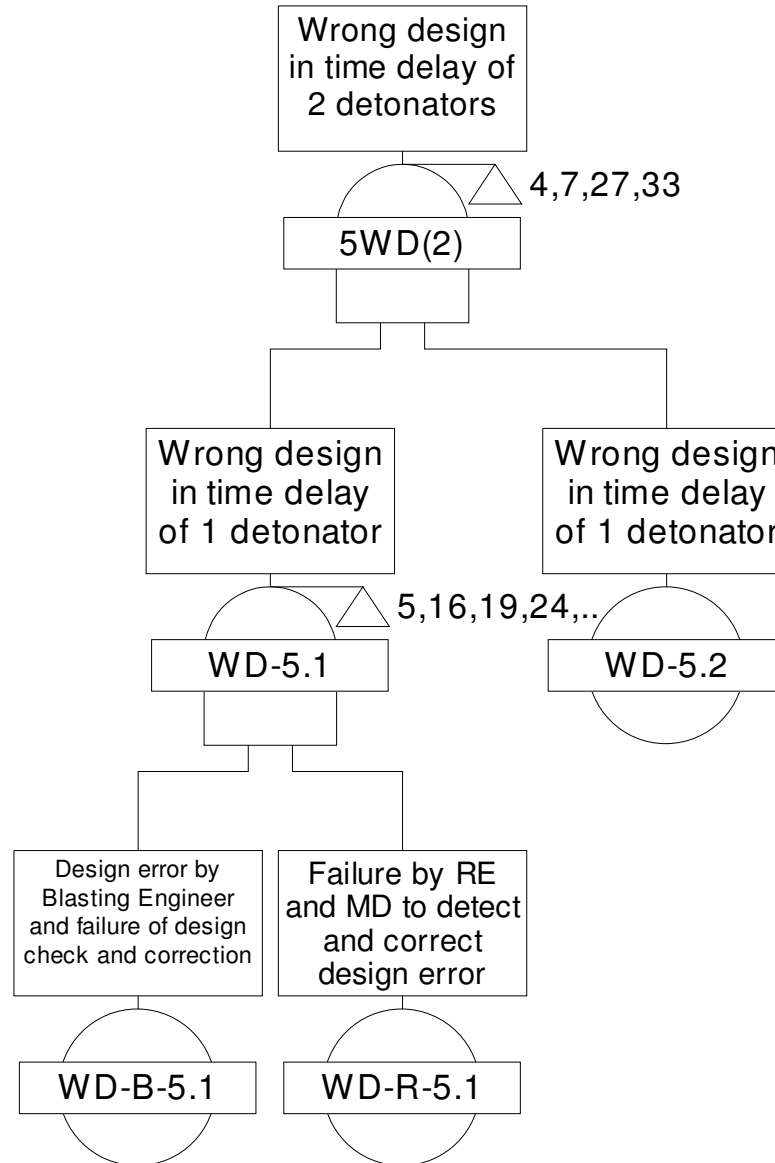 Wrong design
in time delay of
2 detonators
4,7,27,33
5WD(2)
Wrong design
in time delay
of 1 detonator
Wrong design
in time delay
of 1 detonator
5,16,19,24,..
WD-5.1
WD-5.2
Design error by
Blasting Engineer
and failure of design
check and correction
Failure by RE
and MD to detect
and correct
design error
WD-B-5.1
WD-R-5.1